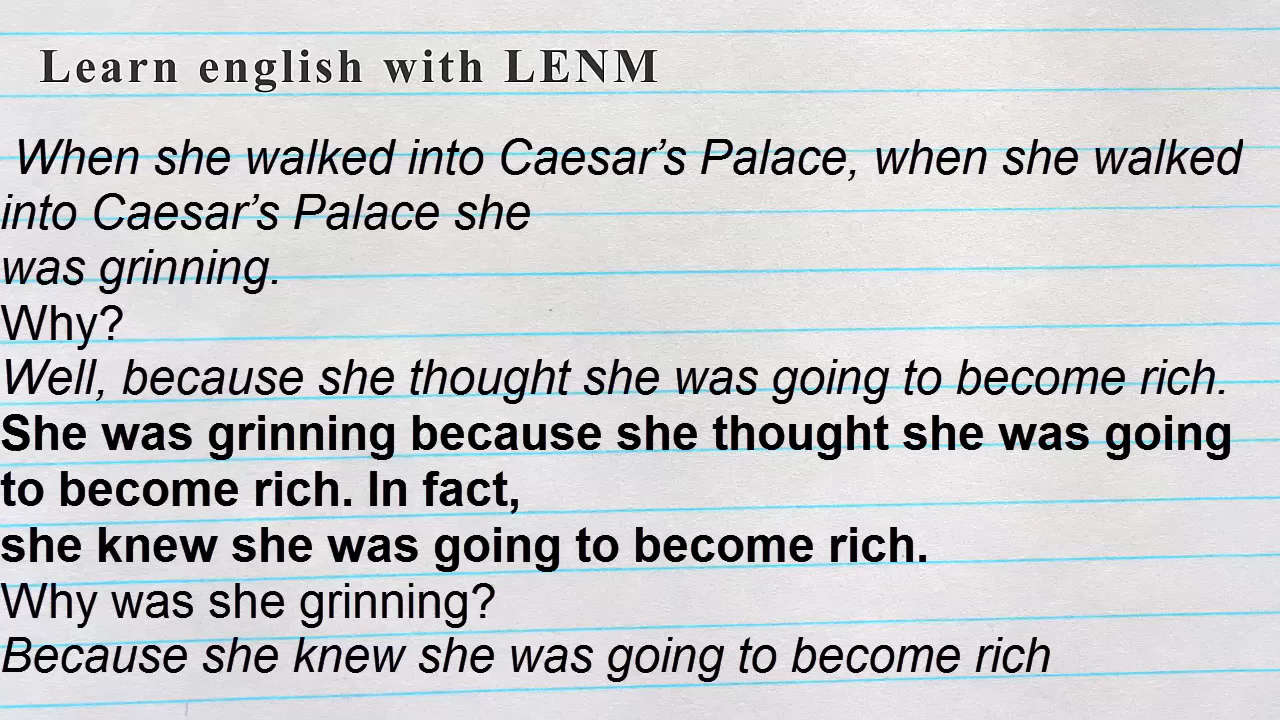 Learn english with LENM
When she walked into Caesar’s Palace, when she walked
into Caesar’s Palace she
was grinning.
Why?
Well, because she thought she was going to become rich.
She was grinning because she thought she was going
to become rich. In fact,
she knew she was going to become rich.
Why was she grinning?
Because she knew she was going to become rich